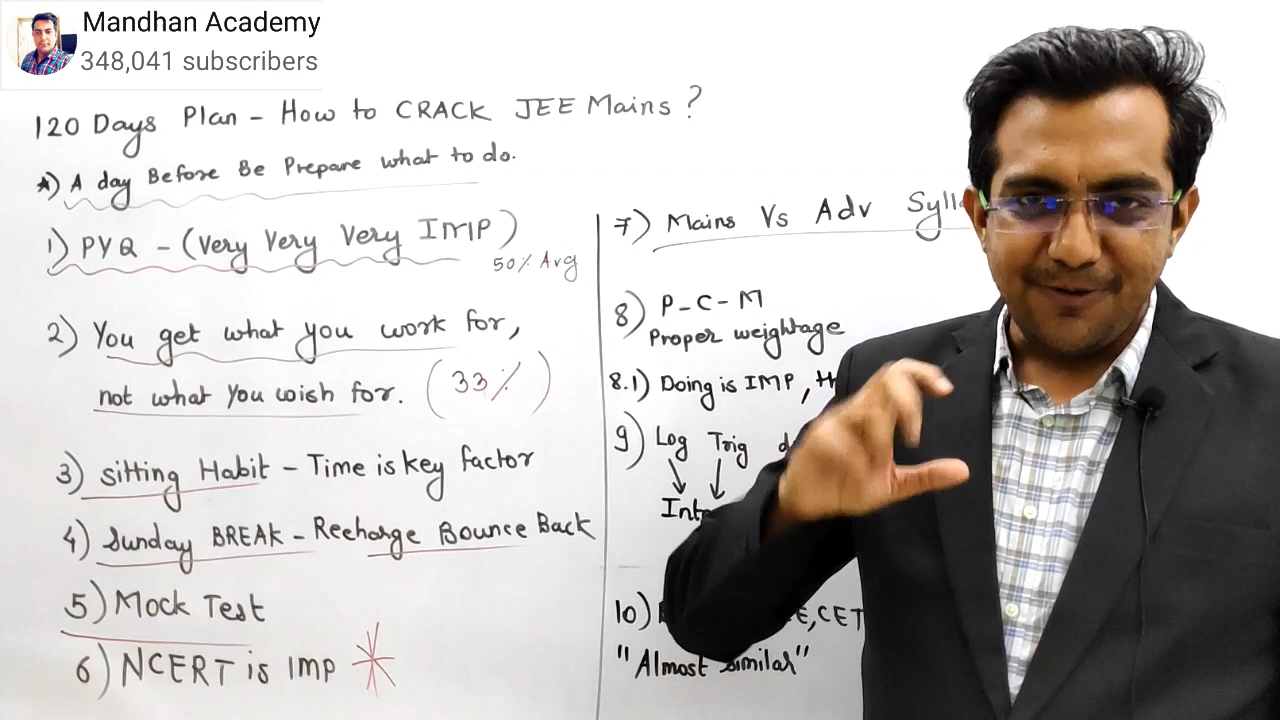 Mandhan Academy
348,041 subscribers
120 Days Plan - How to CRACK JEE Mains ?
*) A day Before Be Prepare what to do.
1) PYQ - (Very Very Very IMP)
50% Avg
2) You get what you work for,
not what you wish for. (33%)
3) Sitting Habit - Time is key factor
4) Sunday BREAK - Recharge Bounce Back
5) Mock Test
6) NCERT is IMP *
7) Mains Vs Adv
8) P-C-M
Proper weightage
8.1) Doing is IMP,
9) Log Trig
10) CET
"Almost similar"